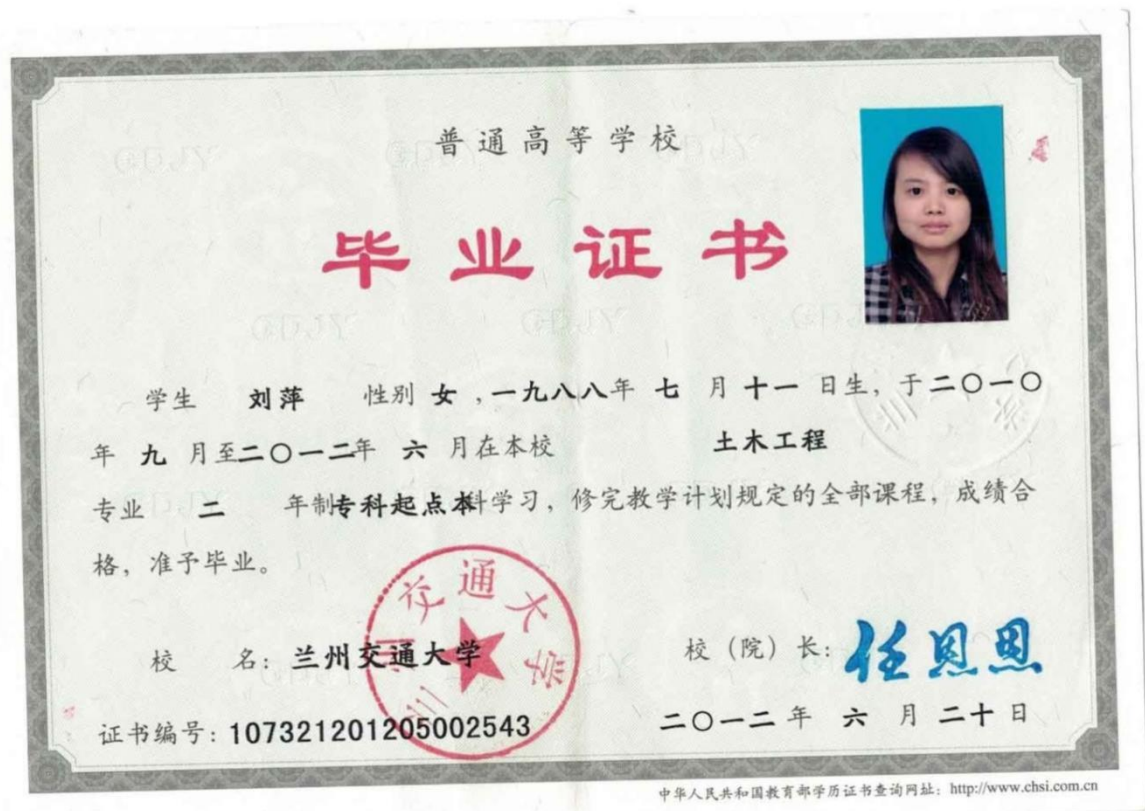 普通高等学校
毕业证书
学生 刘萍 性别 女，一九八八年 七 月 十一 日生，于二〇一〇
年 九 月至二〇一二年 六 月在本校 土木工程
专业 二 年制专科起点本科学习，修完教学计划规定的全部课程，成绩合
格，准予毕业。
兰州交通大学
校 名：兰州交通大学 校（院）长：任恩恩
证书编号：107321201205002543 二〇一二 年 六 月 二十 日
中华人民共和国教育部学历证书查询网址：http://www.chsi.com.cn